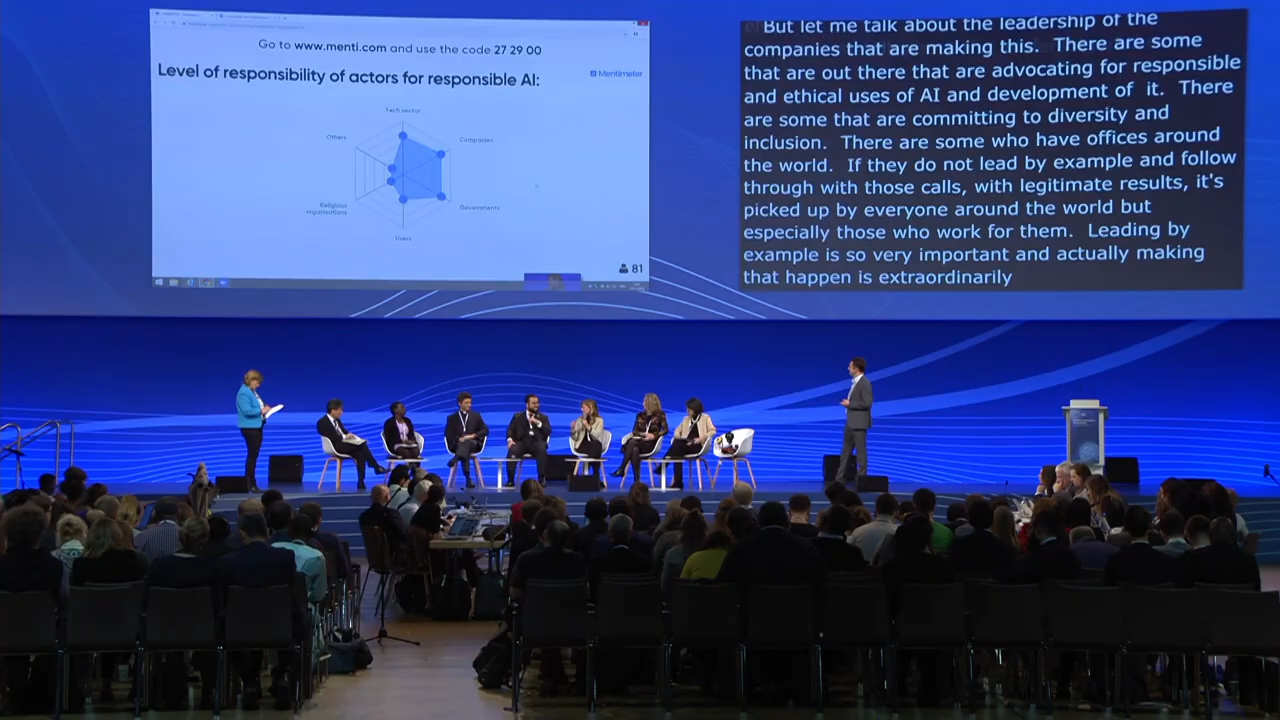 Go to www.menti.com and use the code 27 29 00
Level of responsibility of actors for responsible AI:
Mentimeter
Tech sector
Others
Companies
Religious
organisations
Governments
Users
81
But let me talk about the leadership of the
companies that are making this. There are some
that are out there that are advocating for responsible
and ethical uses of AI and development of it. There
are some that are committing to diversity and
inclusion. There are some who have offices around
the world. If they do not lead by example and follow
through with those calls, with legitimate results, it's
picked up by everyone around the world but
especially those who work for them. Leading by
example is so very important and actually making
that happen is extraordinarily